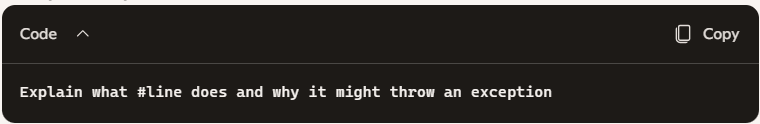 Code
Copy
Explain what #line does and why it might throw an exception